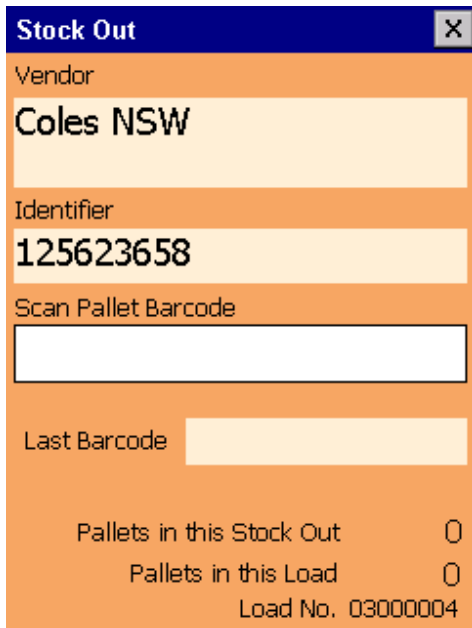 Stock Out
Vendor
Coles NSW
Identifier
125623658
Scan Pallet Barcode
Last Barcode
Pallets in this Stock Out 0
Pallets in this Load 0
Load No. 03000004